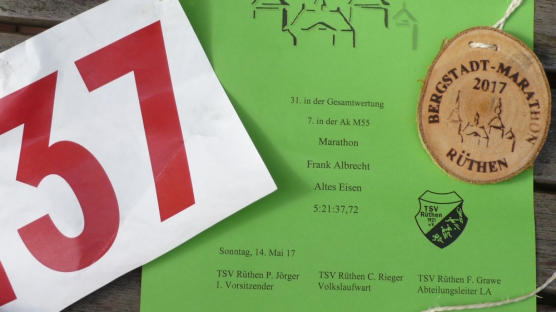 37
31. in der Gesamtwertung
7. in der Ak M55
Marathon
Frank Albrecht
Altes Eisen
5:21:37,72
Sonntag, 14. Mai 17
TSV Rüthen P. Jörger
1. Vorsitzender
TSV Rüthen C. Rieger
Volkslaufwart
TSV Rüthen F. Grawe
Abteilungsleiter LA
TSV
Rüthen
BERGSTADT-MARATHON
2017
RÜTHEN